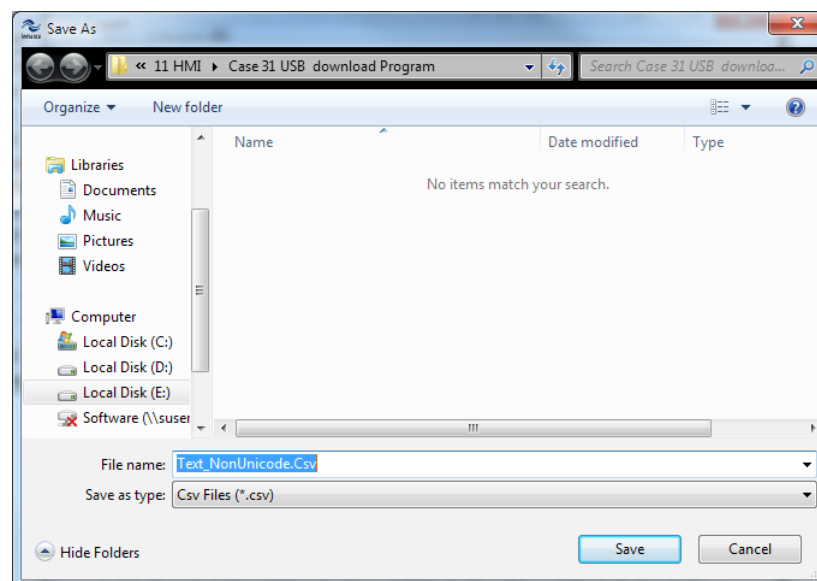 Save As
« 11 HMI ▸ Case 31 USB download Program
Search Case 31 USB downloa...
Organize
New folder
Name
Date modified
Type
No items match your search.
Libraries
Documents
Music
Pictures
Videos
Computer
Local Disk (C:)
Local Disk (D:)
Local Disk (E:)
Software (\\suser
File name: Text_NonUnicode.Csv
Save as type: Csv Files (*.csv)
Hide Folders
Save
Cancel